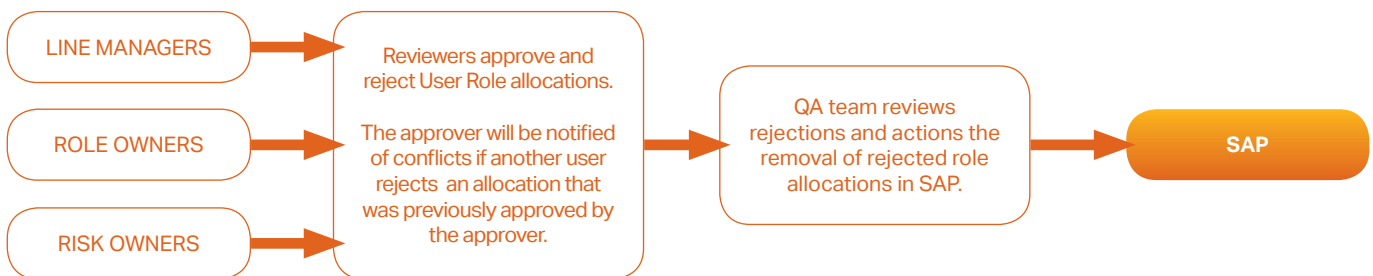 LINE MANAGERS
ROLE OWNERS
RISK OWNERS
Reviewers approve and
reject User Role allocations.
The approver will be notified
of conflicts if another user
rejects an allocation that
was previously approved by
the approver.
QA team reviews
rejections and actions the
removal of rejected role
allocations in SAP.
SAP